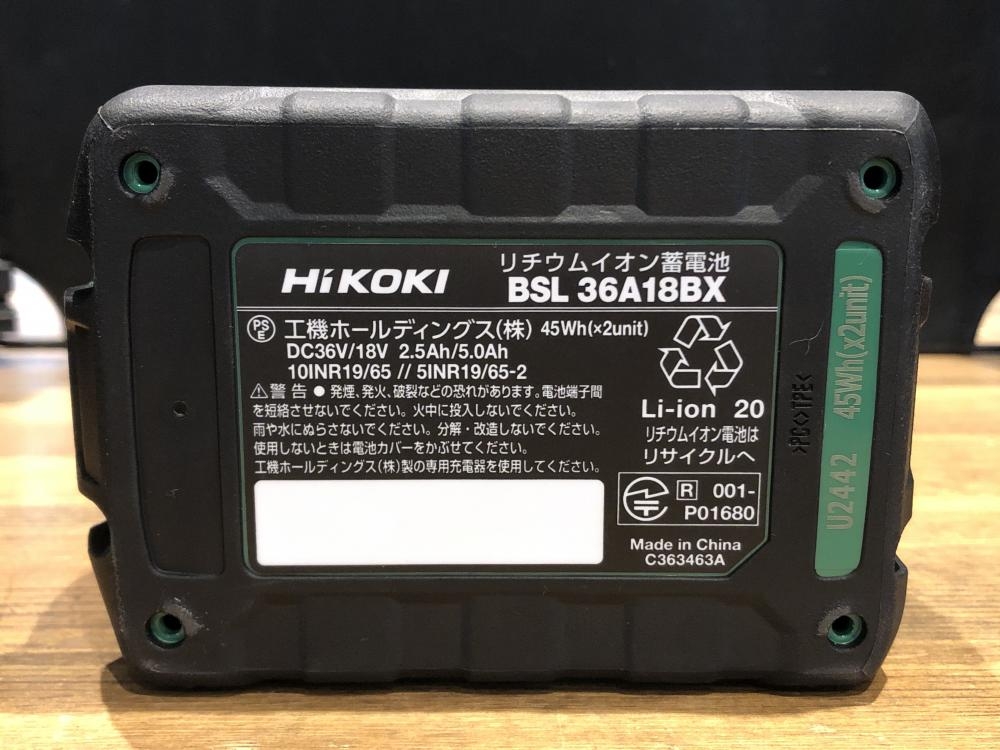 HiKOKI
リチウムイオン蓄電池
BSL 36A18BX
PS
E
工機ホールディングス(株) 45Wh(×2unit)
DC36V/18V 2.5Ah/5.0Ah
10INR19/65 // 5INR19/65-2
⚠警告 ● 発煙、発火、破裂などの恐れがあります。電池端子間
を短絡させないでください。火中に投入しないでください。
雨や水にぬらさないでください。分解・改造しないでください。
使用しないときは電池カバーをかぶせてください。
工機ホールディングス(株)製の専用充電器を使用してください。
Li-ion 20
リチウムイオン電池は
リサイクルへ
R 001-
P01680
Made in China
C363463A
>PC<>TPE<
U2442 45Wh(x2unit)